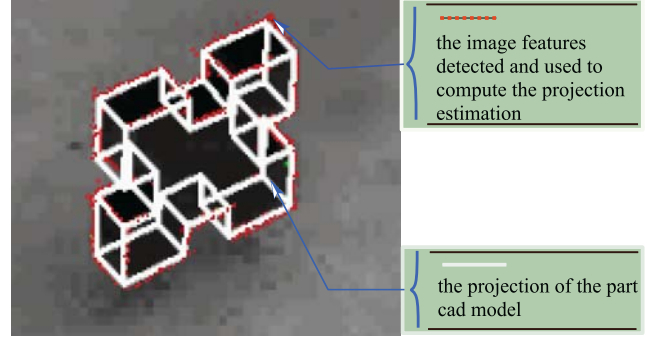 the image features
detected and used to
compute the projection
estimation
the projection of the part
cad model